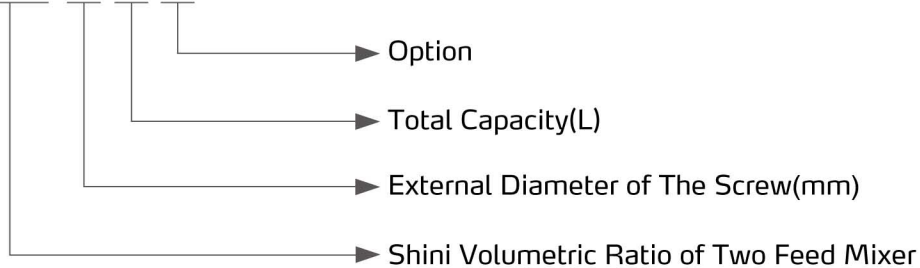 Option
Total Capacity(L)
External Diameter of The Screw(mm)
Shini Volumetric Ratio of Two Feed Mixer